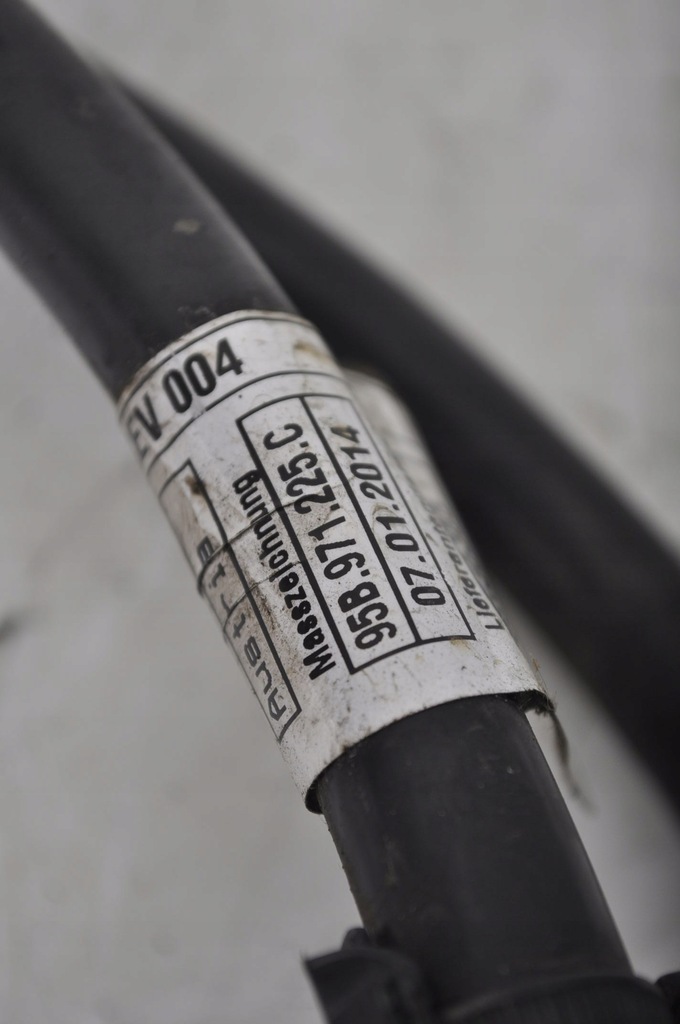 EV 004
Masszeichnung
95B.971.225.C
07.01.2014